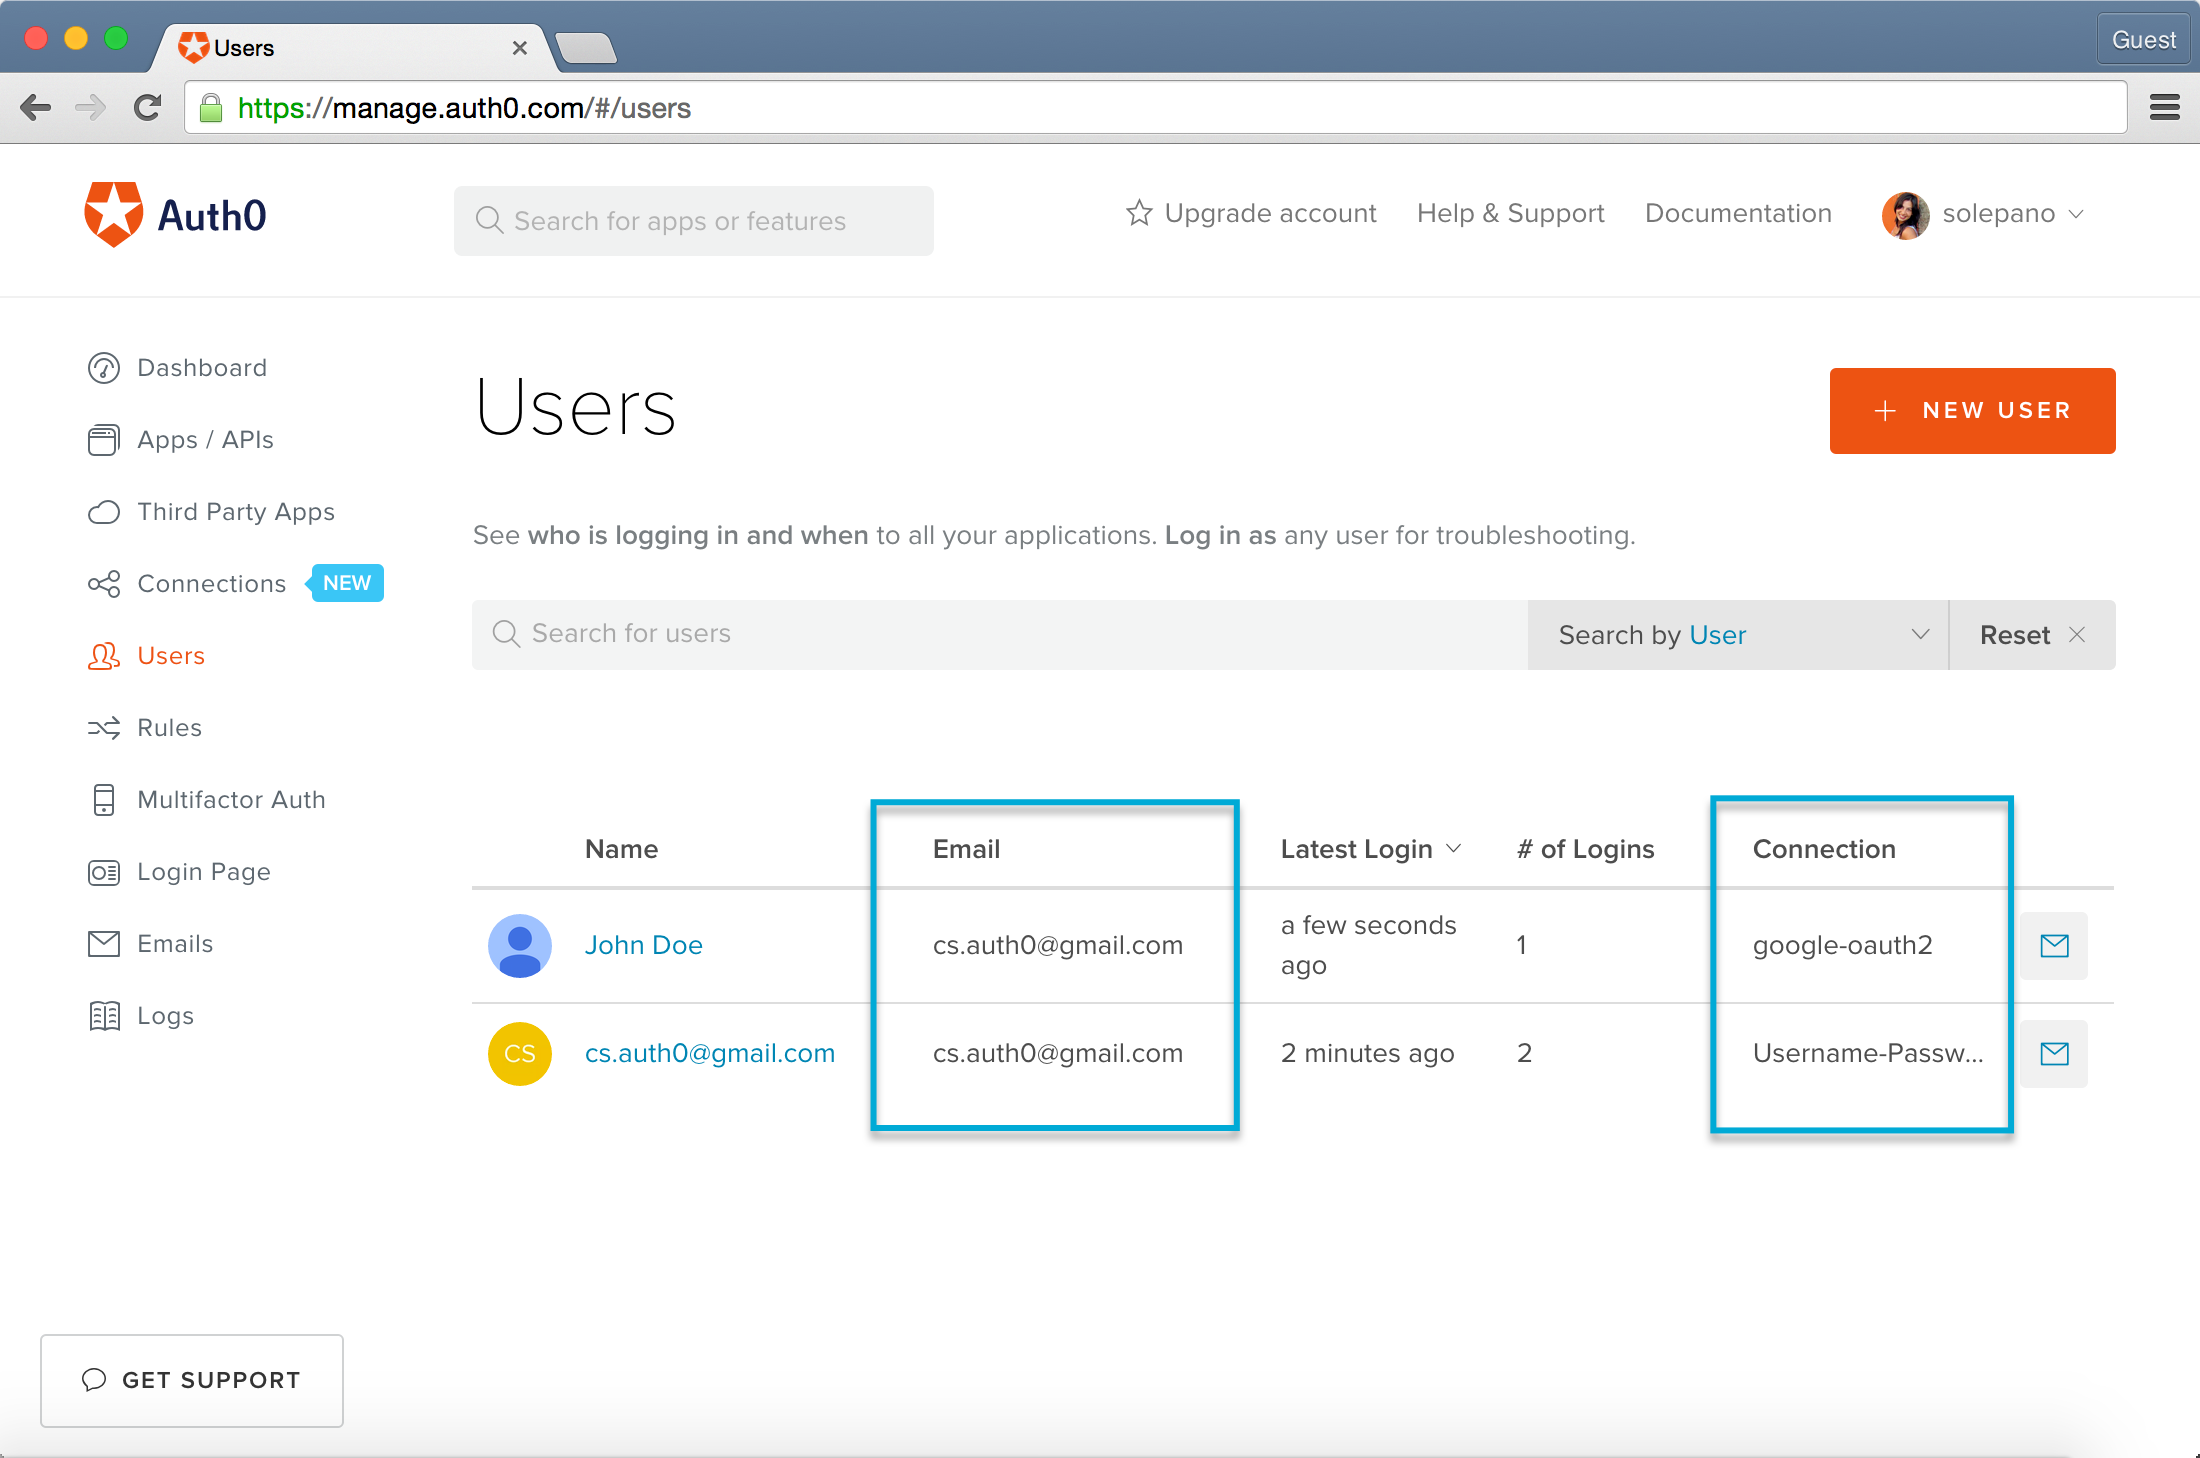 Users
Guest
https://manage.auth0.com/#/users
Auth0
Search for apps or features
Upgrade account
Help & Support
Documentation
solepano
Dashboard
Apps / APIs
Third Party Apps
Connections NEW
Users
Rules
Multifactor Auth
Login Page
Emails
Logs
GET SUPPORT
Users
+ NEW USER
See who is logging in and when to all your applications. Log in as any user for troubleshooting.
Search for users
Search by User
Reset
Name Email Latest Login # of Logins Connection
John Doe cs.auth0@gmail.com a few seconds ago 1 google-oauth2
CS cs.auth0@gmail.com cs.auth0@gmail.com 2 minutes ago 2 Username-Passw...